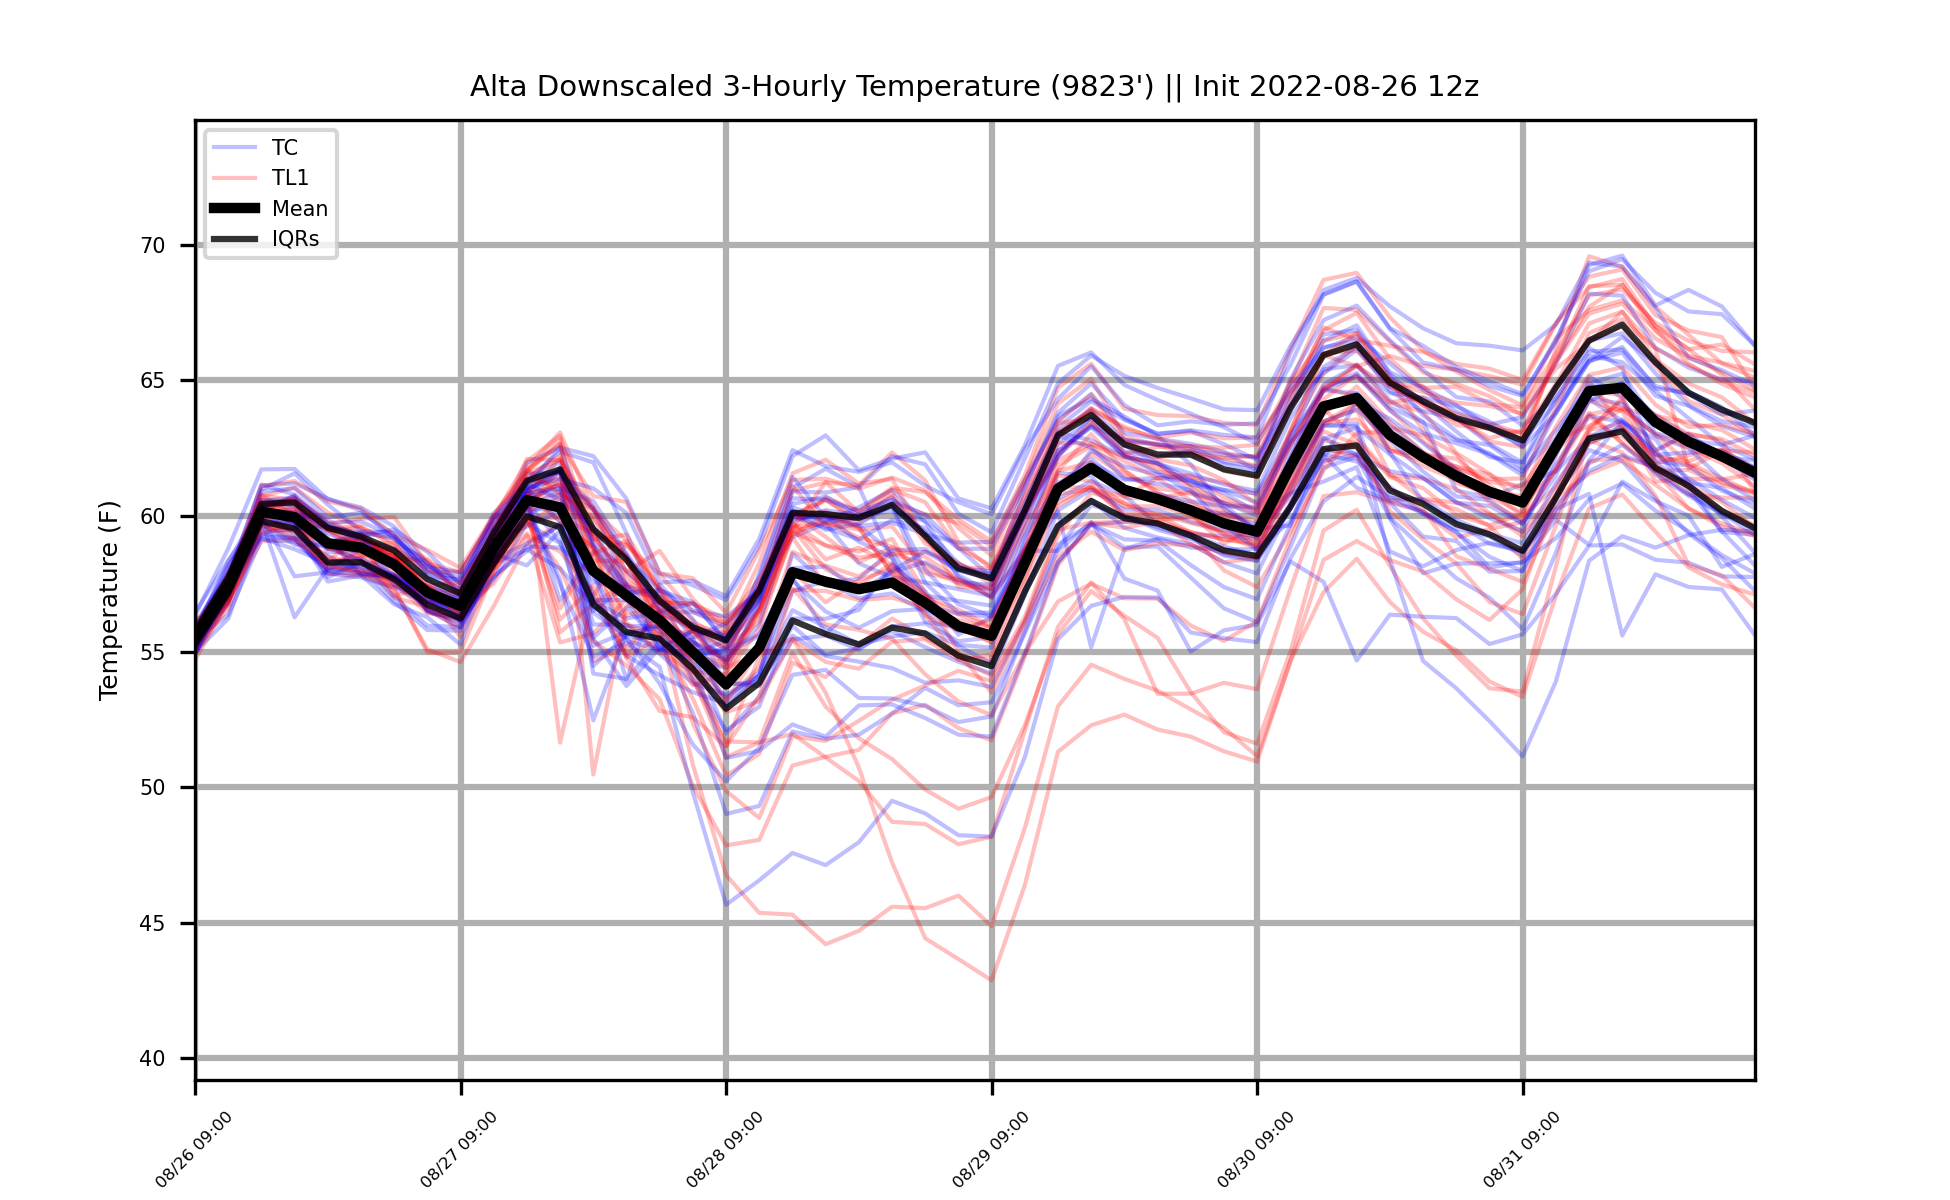 Alta Downscaled 3-Hourly Temperature (9823') || Init 2022-08-26 12z
TC
TL1
Mean
IQRs
Temperature (F)
70
65
60
55
50
45
40
08/26 09:00
08/27 09:00
08/28 09:00
08/29 09:00
08/30 09:00
08/31 09:00